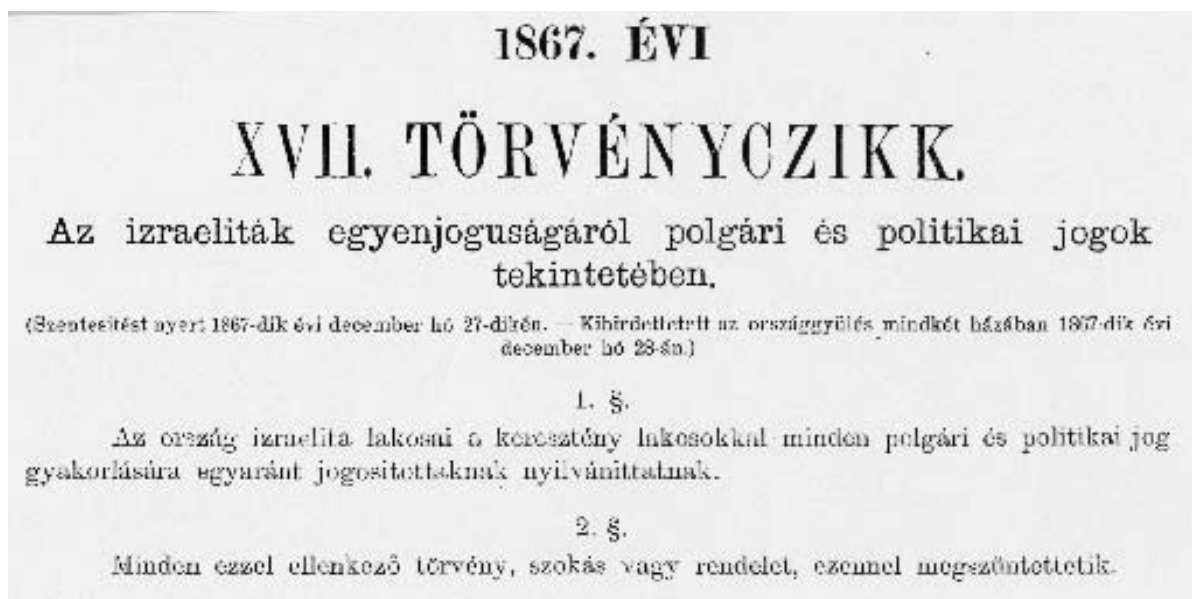 1867. ÉVI
XVII. TÖRVÉNYCZIKK.
Az izraeliták egyenjoguságáról polgári és politikai jogok
tekintetében.
(Szentesitést nyert 1867-dik évi december hó 27-dikén. — Kihirdettetett az országgyülés mindkét házában 1867-dik évi
december hó 28-án.)
1. §.
Az ország izraelita lakosai a keresztény lakosokkal minden polgári és politikai jog
gyakorlására egyaránt jogositottaknak nyilvánittatnak.
2. §.
Minden ezzel ellenkező törvény, szokás vagy rendelet, ezennel megszüntettetik.